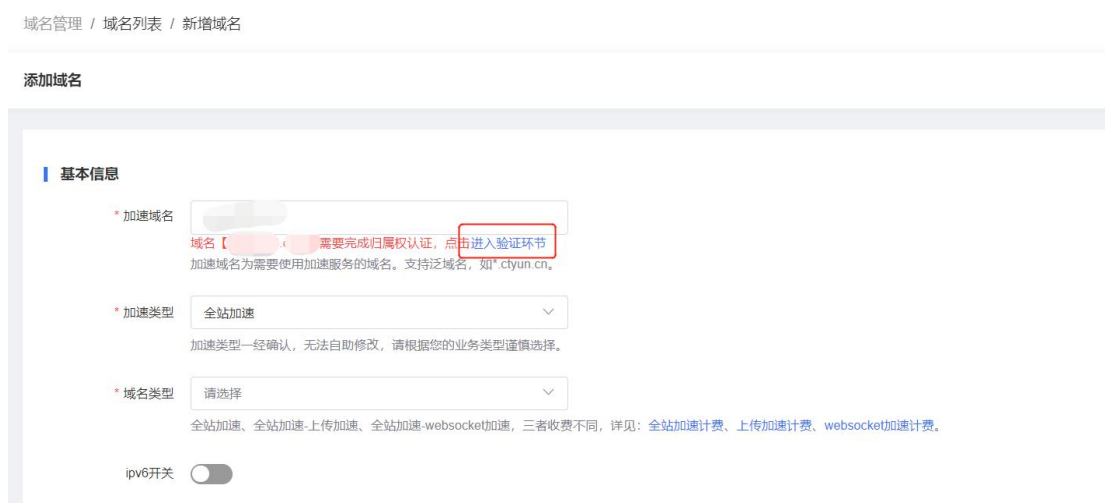 域名管理 / 域名列表 / 新增域名
添加域名
基本信息
* 加速域名
域名【 .c 需要完成归属权认证，点击进入验证环节
加速域名为需要使用加速服务的域名。支持泛域名，如*.ctyun.cn。
* 加速类型 全站加速
加速类型一经确认，无法自助修改，请根据您的业务类型谨慎选择。
* 域名类型 请选择
全站加速、全站加速-上传加速、全站加速-websocket加速，三者收费不同，详见：全站加速计费、上传加速计费、websocket加速计费。
ipv6开关